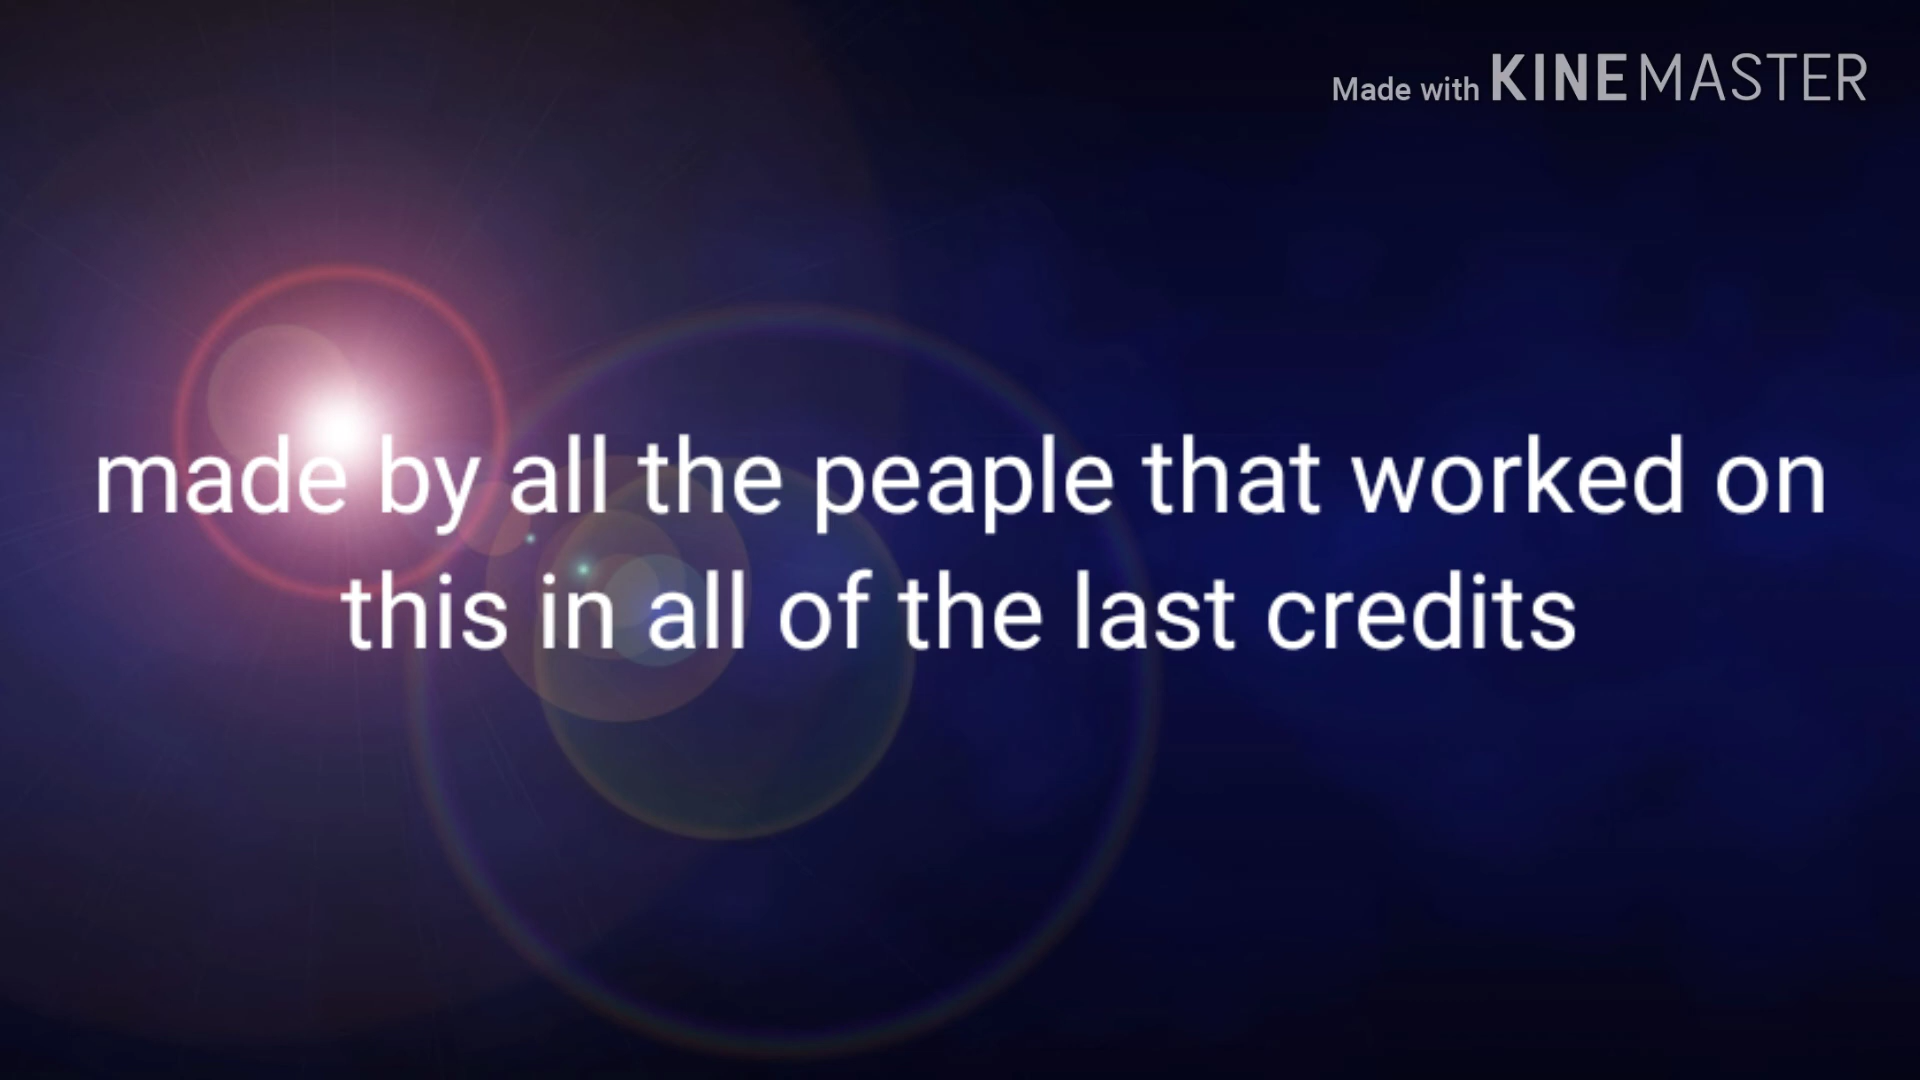 Made with KINEMASTER
made by all the peaple that worked on
this in all of the last credits